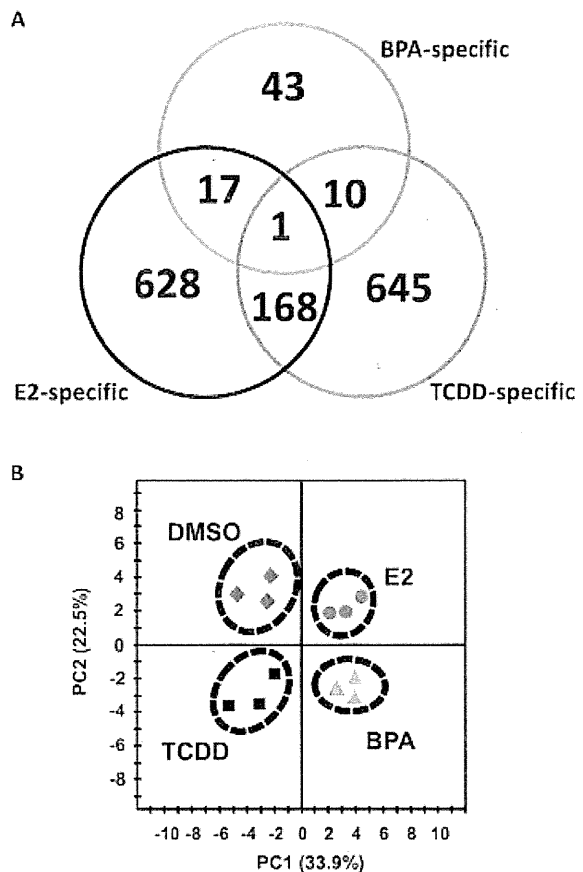 A
BPA-specific
43
17
1
10
628
168
645
E2-specific
TCDD-specific
B
DMSO
E2
TCDD
BPA
8
6
4
2
0
-2
-4
-6
-8
PC2 (22.5%)
-10 -8 -6 -4 -2 0 2 4 6 8 10
PC1 (33.9%)